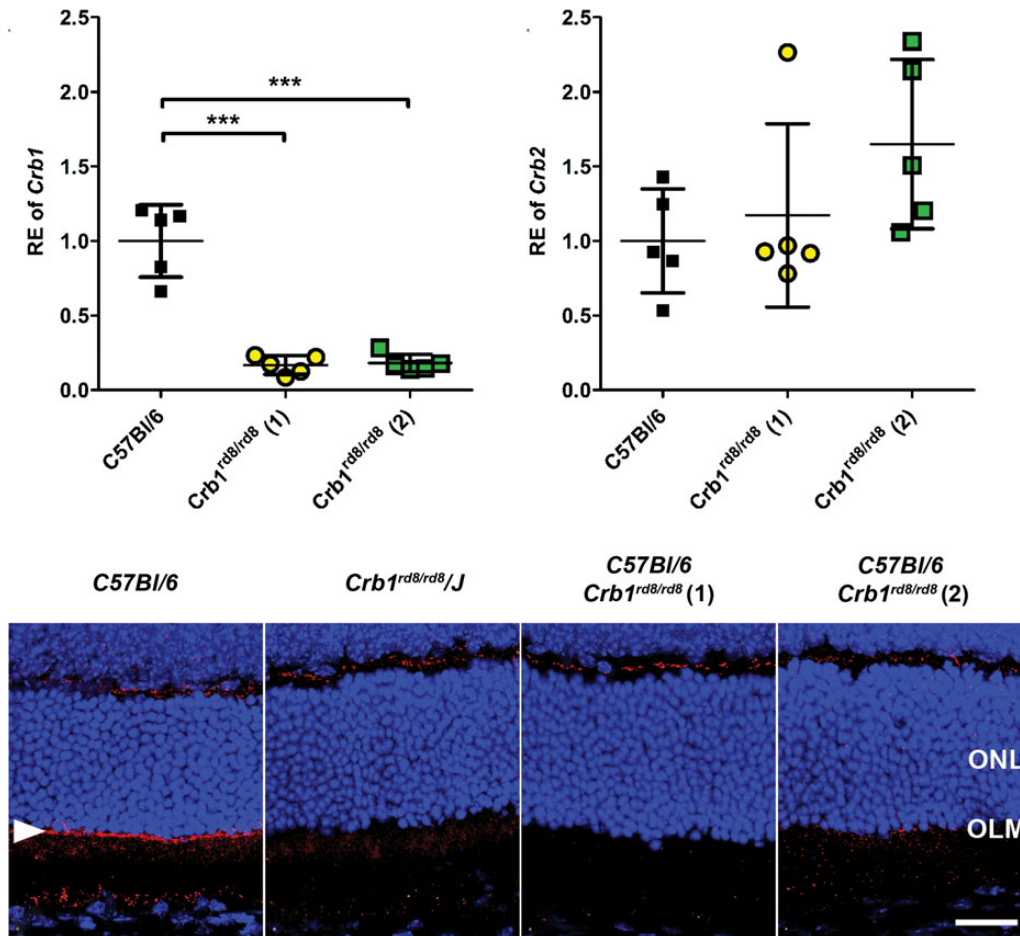 RE of Crb1
2.5
2.0
1.5
1.0
0.5
0.0
***
***
C57Bl/6
Crb1rd8/rd8 (1)
Crb1rd8/rd8 (2)
RE of Crb2
2.5
2.0
1.5
1.0
0.5
0.0
C57Bl/6
Crb1rd8/rd8 (1)
Crb1rd8/rd8 (2)
C57Bl/6
Crb1rd8/rd8/J
C57Bl/6
Crb1rd8/rd8 (1)
C57Bl/6
Crb1rd8/rd8 (2)
ONL
OLM